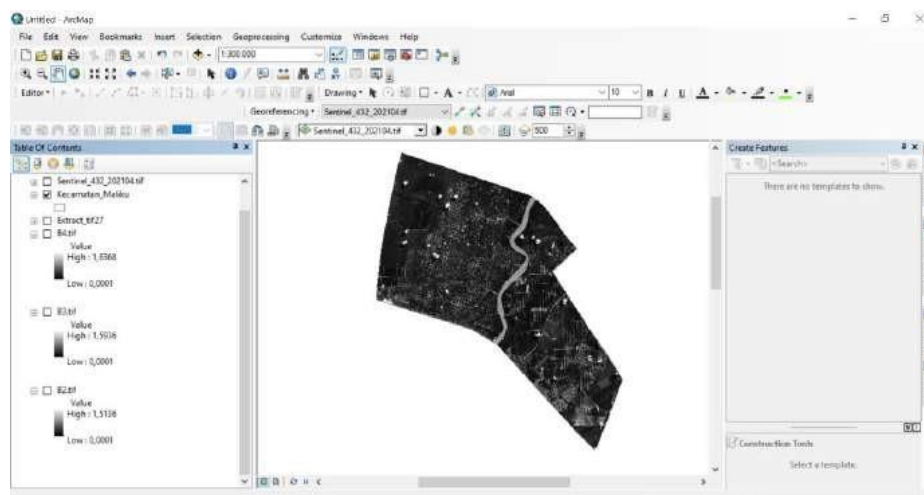 Untitled - ArcMap
File Edit View Bookmarks Insert Selection Geoprocessing Customize Windows Help
1:300.000
Editor Drawing Arial 10 B I U A
Georeferencing Sentinel_432_202104.tif
Sentinel_432_202104.tif 500
Table Of Contents
Sentinel_432_202104.tif
Kecamatan_Maliku
Extract_tif27
B4.tif
Value
High : 1,6368
Low : 0,0001
B3.tif
Value
High : 1,5936
Low : 0,0001
B2.tif
Value
High : 1,5136
Low : 0,0001
Create Features
<Search>
There are no templates to show.
Construction Tools
Select a template.